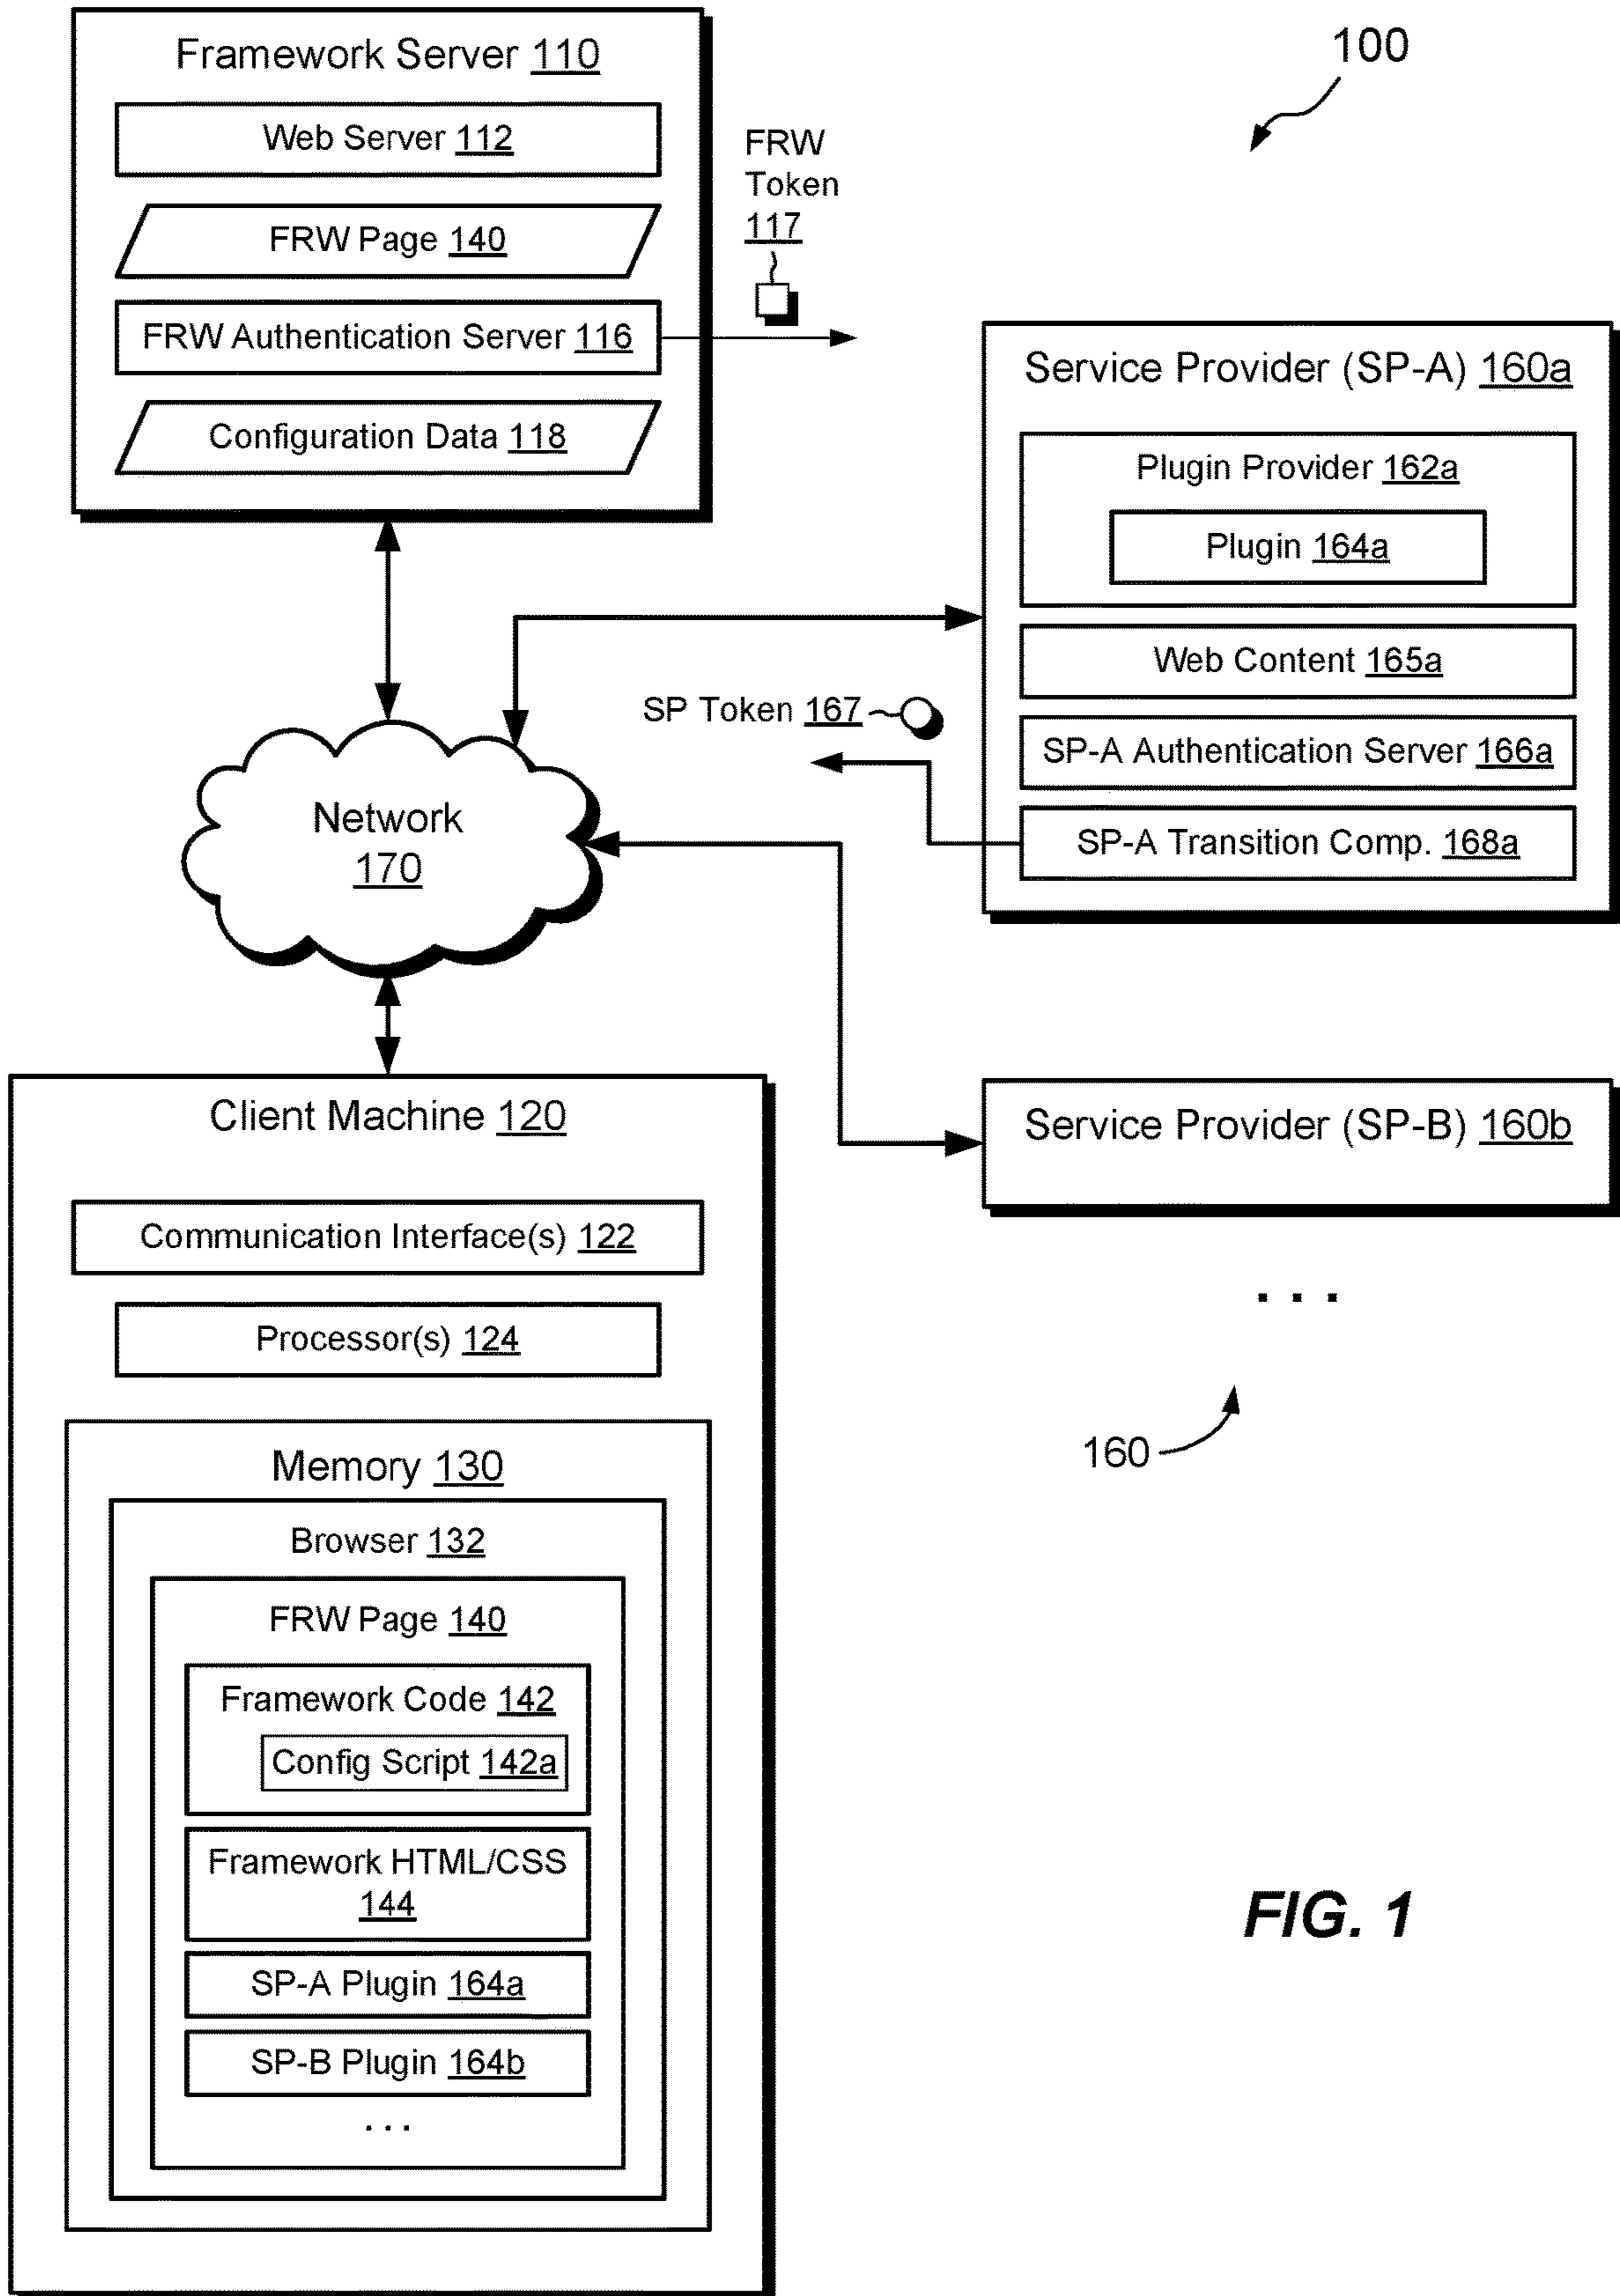 Framework Server 110
Web Server 112
FRW Page 140
FRW Authentication Server 116
Configuration Data 118
FRW
Token
117
100
Service Provider (SP-A) 160a
Plugin Provider 162a
Plugin 164a
Web Content 165a
SP-A Authentication Server 166a
SP-A Transition Comp. 168a
SP Token 167
Network
170
Client Machine 120
Communication Interface(s) 122
Processor(s) 124
Memory 130
Browser 132
FRW Page 140
Framework Code 142
Config Script 142a
Framework HTML/CSS
144
SP-A Plugin 164a
SP-B Plugin 164b
. . .
Service Provider (SP-B) 160b
. . .
160
FIG. 1